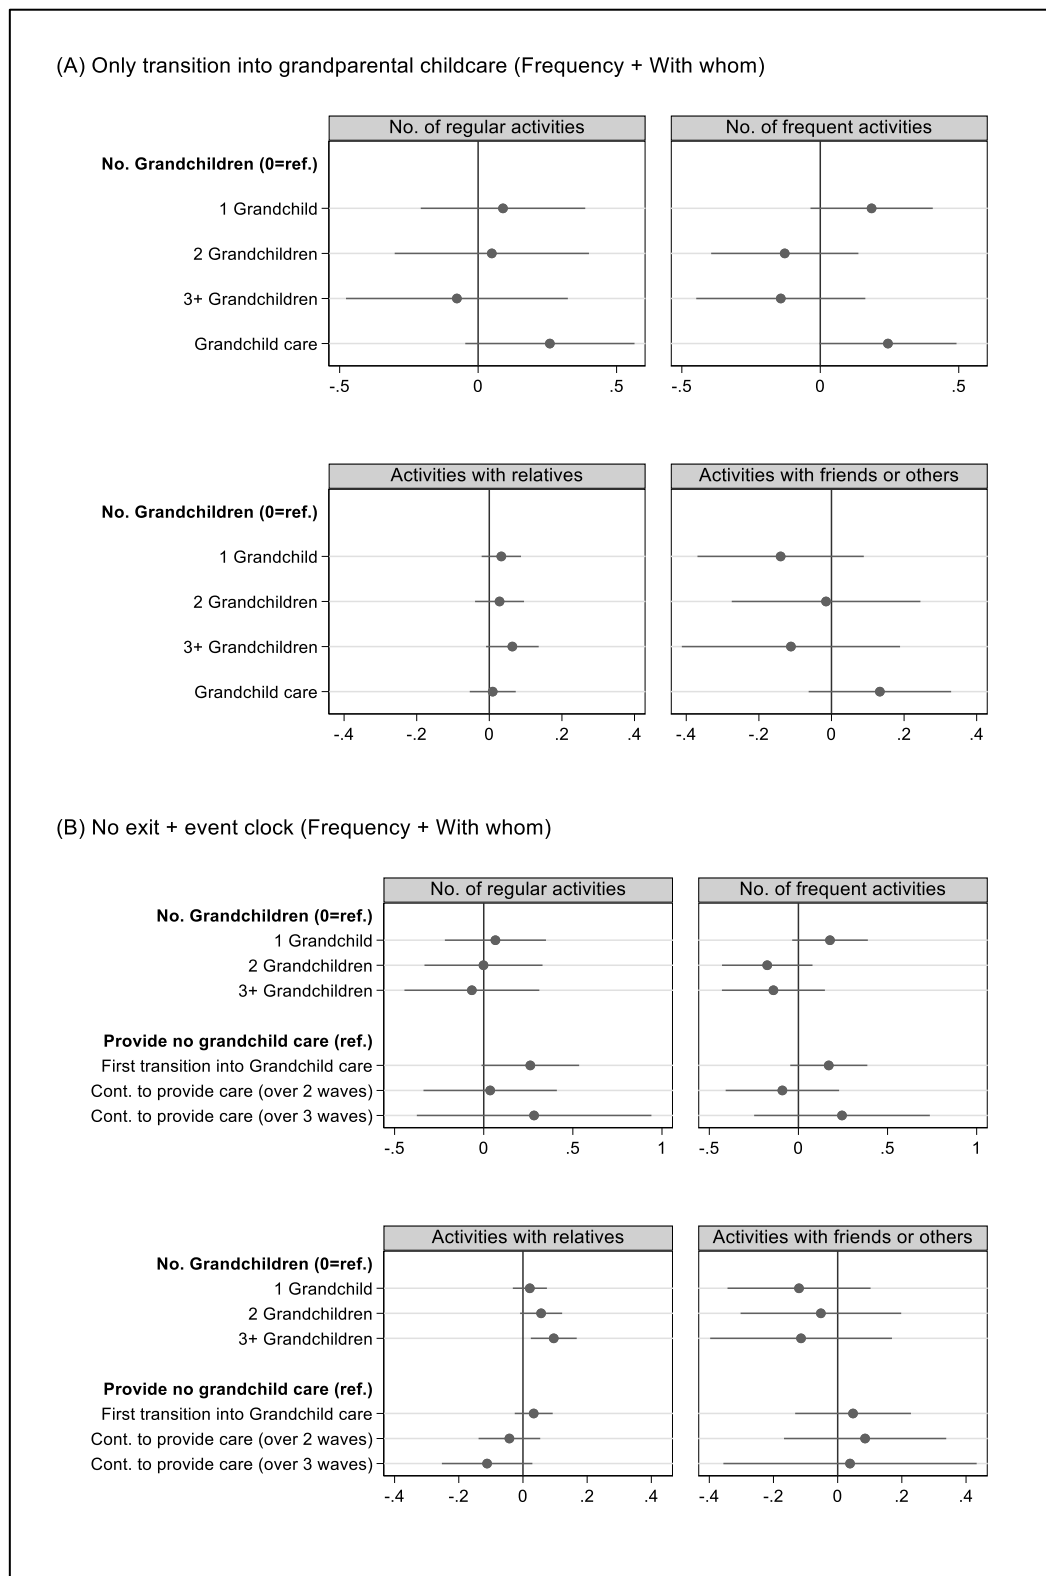 (A) Only transition into grandparental childcare (Frequency + With whom)
No. of regular activities
No. of frequent activities
No. Grandchildren (0=ref.)
1 Grandchild
2 Grandchildren
3+ Grandchildren
Grandchild care
-.5 0 .5
-.5 0 .5
Activities with relatives
Activities with friends or others
No. Grandchildren (0=ref.)
1 Grandchild
2 Grandchildren
3+ Grandchildren
Grandchild care
-.4 -.2 0 .2 .4
-.4 -.2 0 .2 .4
(B) No exit + event clock (Frequency + With whom)
No. of regular activities
No. of frequent activities
No. Grandchildren (0=ref.)
1 Grandchild
2 Grandchildren
3+ Grandchildren
Provide no grandchild care (ref.)
First transition into Grandchild care
Cont. to provide care (over 2 waves)
Cont. to provide care (over 3 waves)
-.5 0 .5 1
-.5 0 .5 1
Activities with relatives
Activities with friends or others
No. Grandchildren (0=ref.)
1 Grandchild
2 Grandchildren
3+ Grandchildren
Provide no grandchild care (ref.)
First transition into Grandchild care
Cont. to provide care (over 2 waves)
Cont. to provide care (over 3 waves)
-.4 -.2 0 .2 .4
-.4 -.2 0 .2 .4